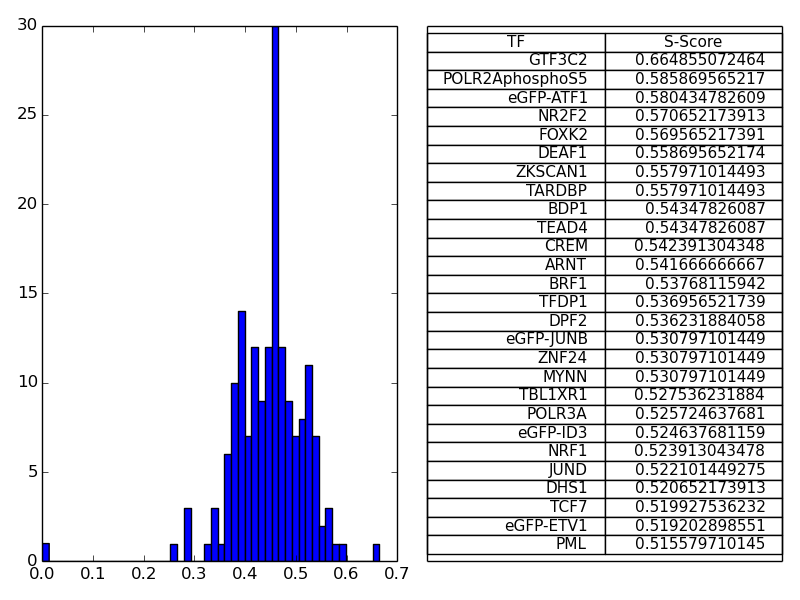 30
25
20
15
10
5
0
0.0 0.1 0.2 0.3 0.4 0.5 0.6 0.7
TF S-Score
GTF3C2 0.664855072464
POLR2AphosphoS5 0.585869565217
eGFP-ATF1 0.580434782609
NR2F2 0.570652173913
FOXK2 0.569565217391
DEAF1 0.558695652174
ZKSCAN1 0.557971014493
TARDBP 0.557971014493
BDP1 0.54347826087
TEAD4 0.54347826087
CREM 0.542391304348
ARNT 0.541666666667
BRF1 0.53768115942
TFDP1 0.536956521739
DPF2 0.536231884058
eGFP-JUNB 0.530797101449
ZNF24 0.530797101449
MYNN 0.530797101449
TBL1XR1 0.527536231884
POLR3A 0.525724637681
eGFP-ID3 0.524637681159
NRF1 0.523913043478
JUND 0.522101449275
DHS1 0.520652173913
TCF7 0.519927536232
eGFP-ETV1 0.519202898551
PML 0.515579710145